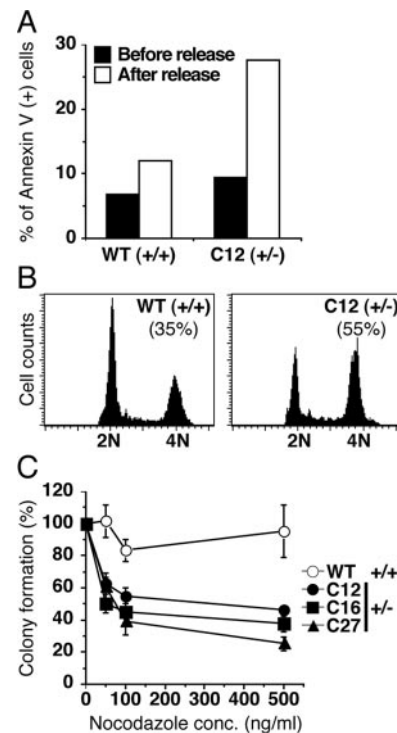 A
30
20
10
0
% of Annexin V (+) cells
Before release
After release
WT (+/+)
C12 (+/-)
B
Cell counts
WT (+/+)
(35%)
2N
4N
C12 (+/-)
(55%)
2N
4N
C
120
100
80
60
40
20
0
Colony formation (%)
0 100 200 300 400 500
Nocodazole conc. (ng/ml)
WT +/+
C12
C16 +/-
C27